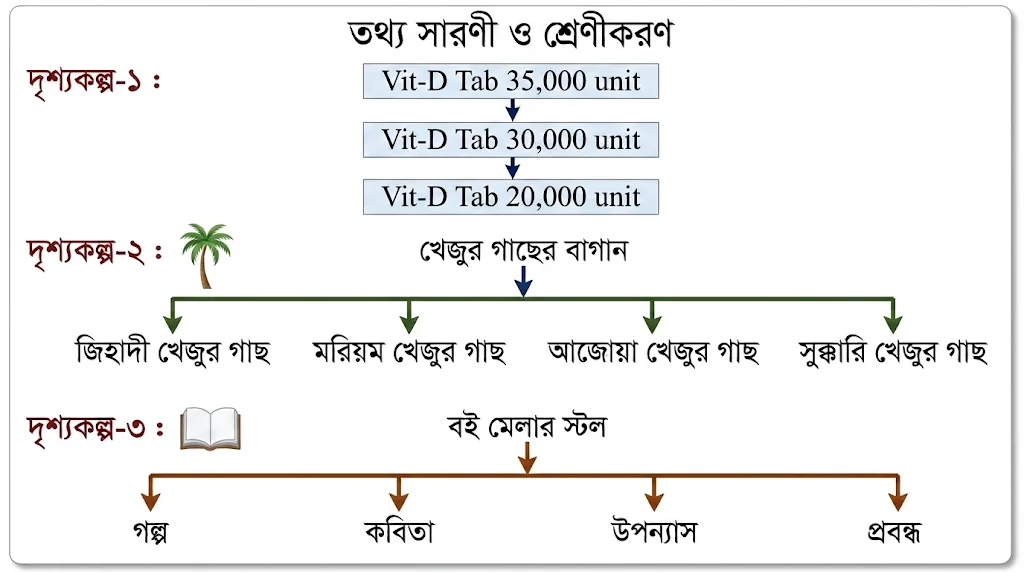 তথ্য সারণী ও শ্রেণীকরণ
দৃশ্যকল্প-১ :
Vit-D Tab 35,000 unit
Vit-D Tab 30,000 unit
Vit-D Tab 20,000 unit
দৃশ্যকল্প-২ :
খেজুর গাছের বাগান
জিহাদী খেজুর গাছ মরিয়ম খেজুর গাছ আজোয়া খেজুর গাছ সুক্কারি খেজুর গাছ
দৃশ্যকল্প-৩ :
বই মেলার স্টল
গল্প কবিতা উপন্যাস প্রবন্ধ